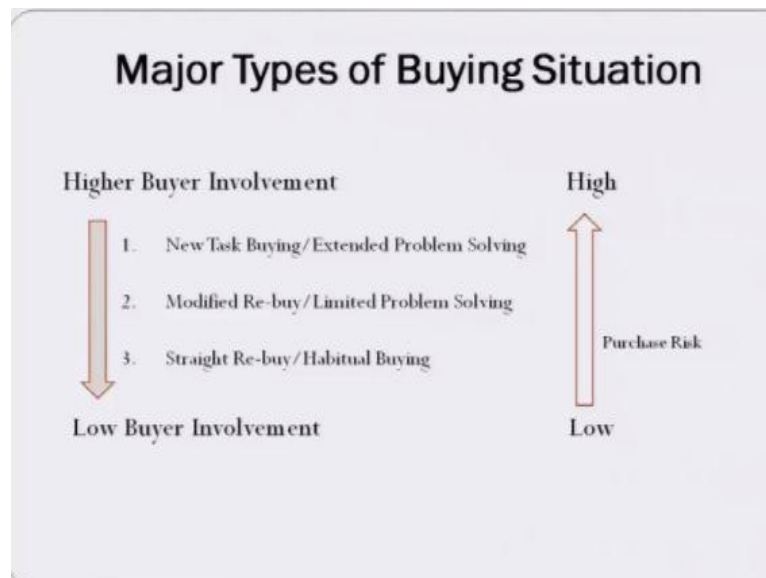 Major Types of Buying Situation
Higher Buyer Involvement
High
1. New Task Buying/Extended Problem Solving
2. Modified Re-buy/Limited Problem Solving
3. Straight Re-buy/Habitual Buying
Purchase Risk
Low Buyer Involvement
Low